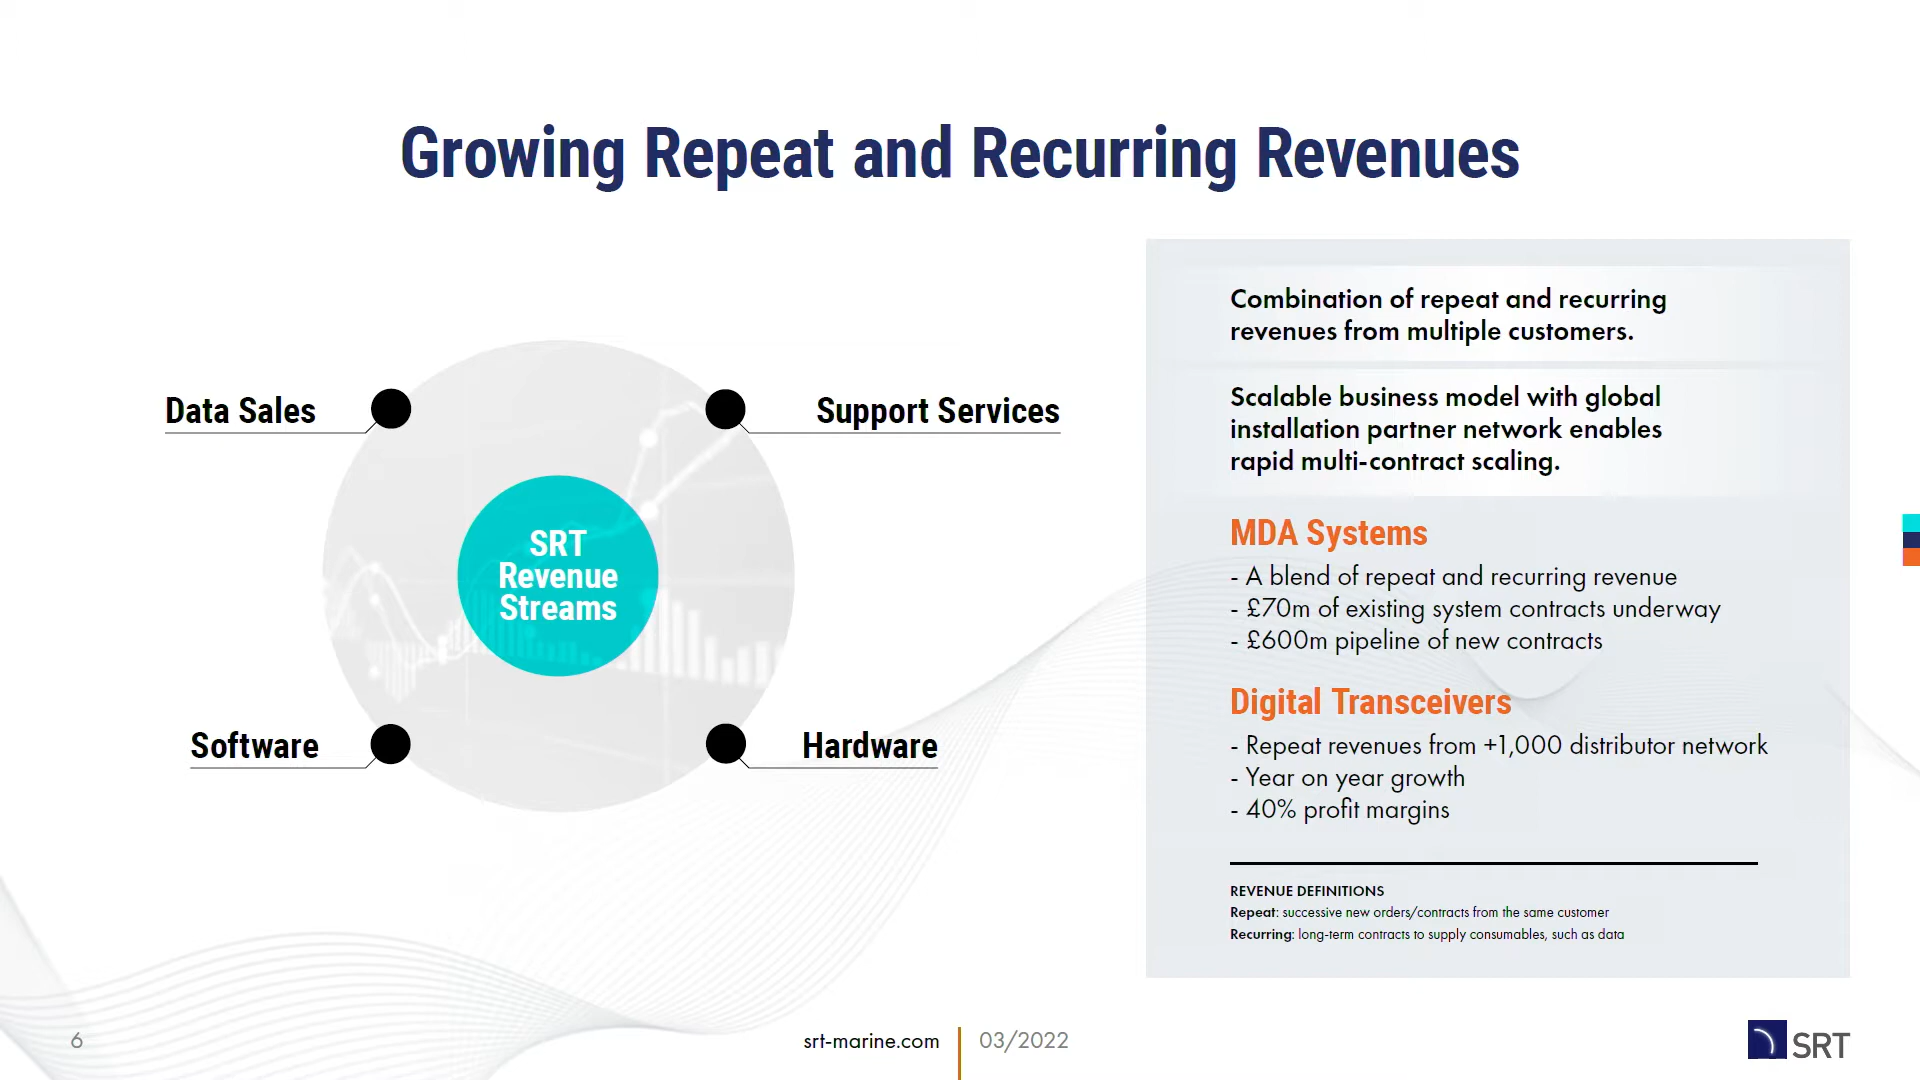 Growing Repeat and Recurring Revenues
Data Sales
Support Services
SRT
Revenue
Streams
Software
Hardware
Combination of repeat and recurring
revenues from multiple customers.
Scalable business model with global
installation partner network enables
rapid multi-contract scaling.
MDA Systems
- A blend of repeat and recurring revenue
- £70m of existing system contracts underway
- £600m pipeline of new contracts
Digital Transceivers
- Repeat revenues from +1,000 distributor network
- Year on year growth
- 40% profit margins
REVENUE DEFINITIONS
Repeat: successive new orders/contracts from the same customer
Recurring: long-term contracts to supply consumables, such as data
6
srt-marine.com
03/2022
SRT